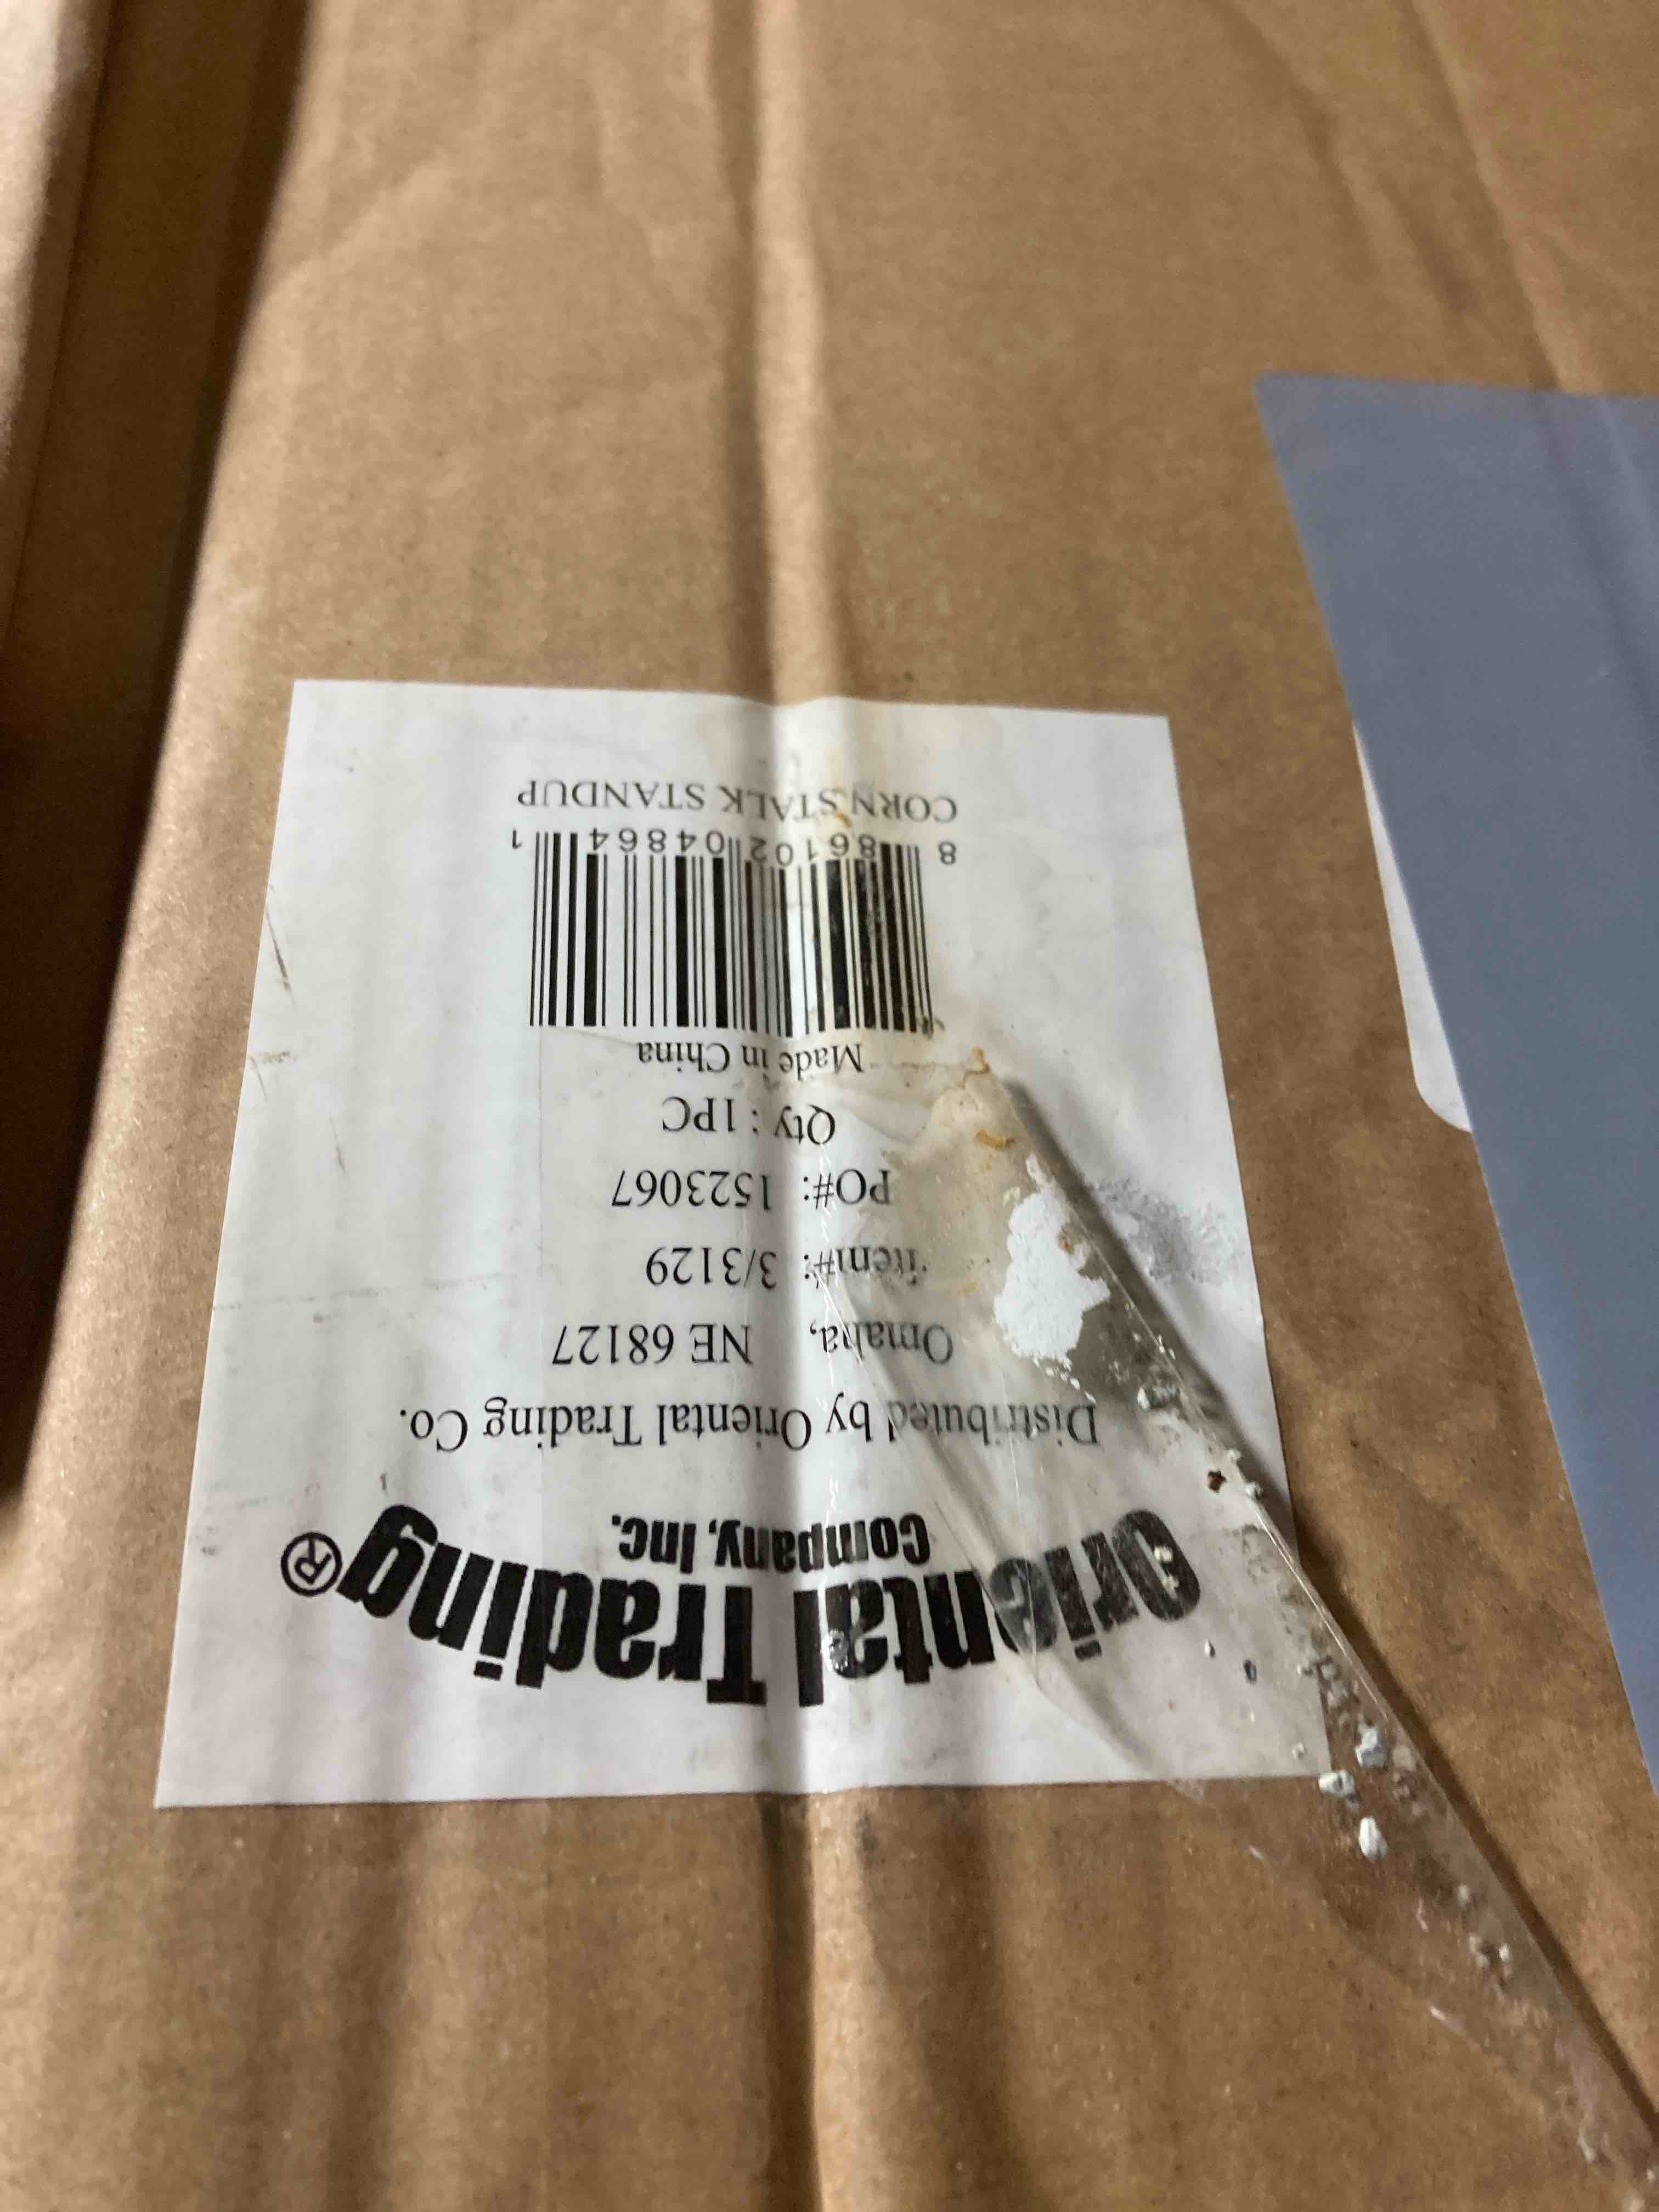 Oriental Trading®
Company, Inc.
Distributed by Oriental Trading Co.
Omaha, NE 68127
Item#: 3/3129
PO#: 1523067
Qty : 1PC
Made in China
8 86102 04864 1
CORN STALK STANDUP